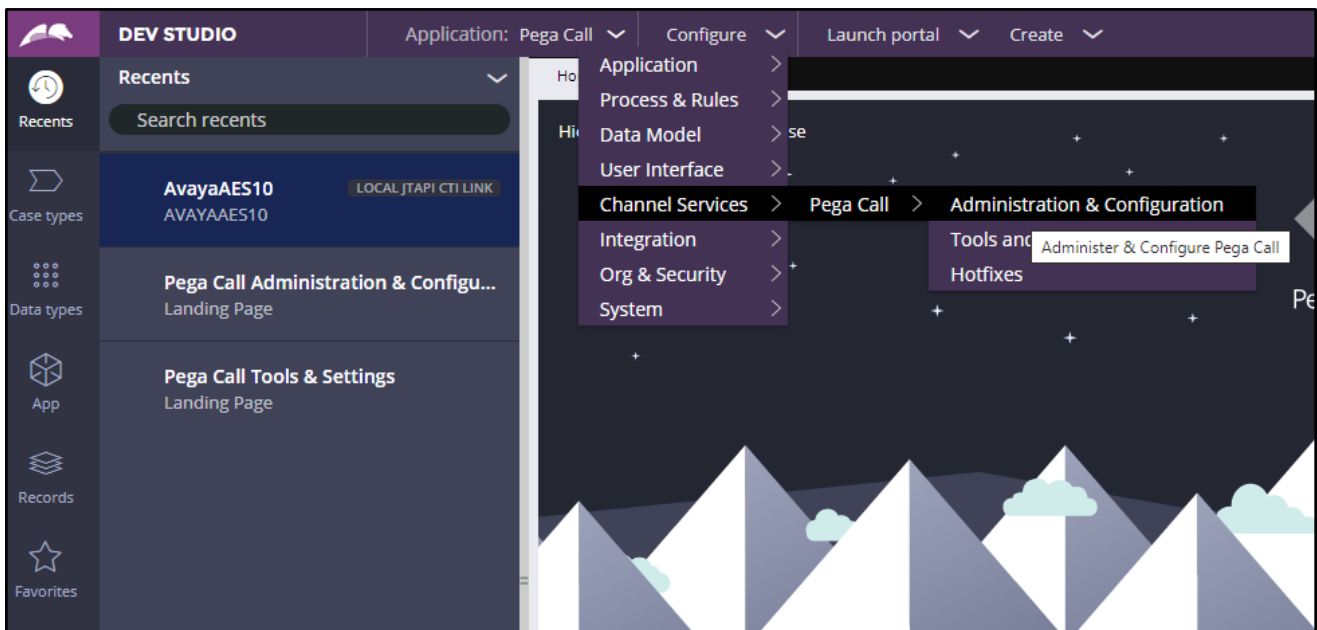 DEV STUDIO
Application: Pega Call
Configure
Launch portal
Create
Recents
Case types
Data types
App
Records
Favorites
Recents
Search recents
AvayaAES10
LOCAL JTAPI CTI LINK
AVAYAAES10
Pega Call Administration & Configu...
Landing Page
Pega Call Tools & Settings
Landing Page
Application
Process & Rules
Data Model
User Interface
Channel Services
Integration
Org & Security
System
Pega Call
Administration & Configuration
Tools and
Hotfixes
Administer & Configure Pega Call